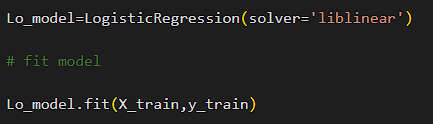 Lo_model=LogisticRegression(solver='liblinear')
# fit model
Lo_model.fit(X_train,y_train)